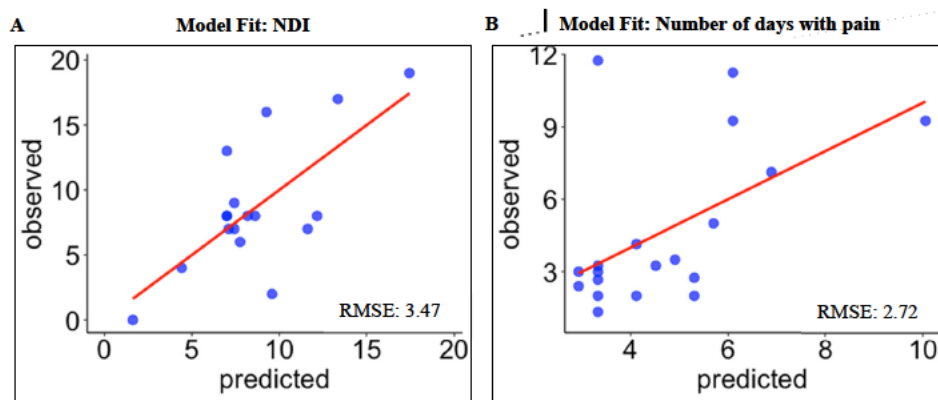 A
Model Fit: NDI
20
15
10
5
0
observed
RMSE: 3.47
0 5 10 15 20
predicted
B
Model Fit: Number of days with pain
12
9
6
3
observed
RMSE: 2.72
4 6 8 10
predicted